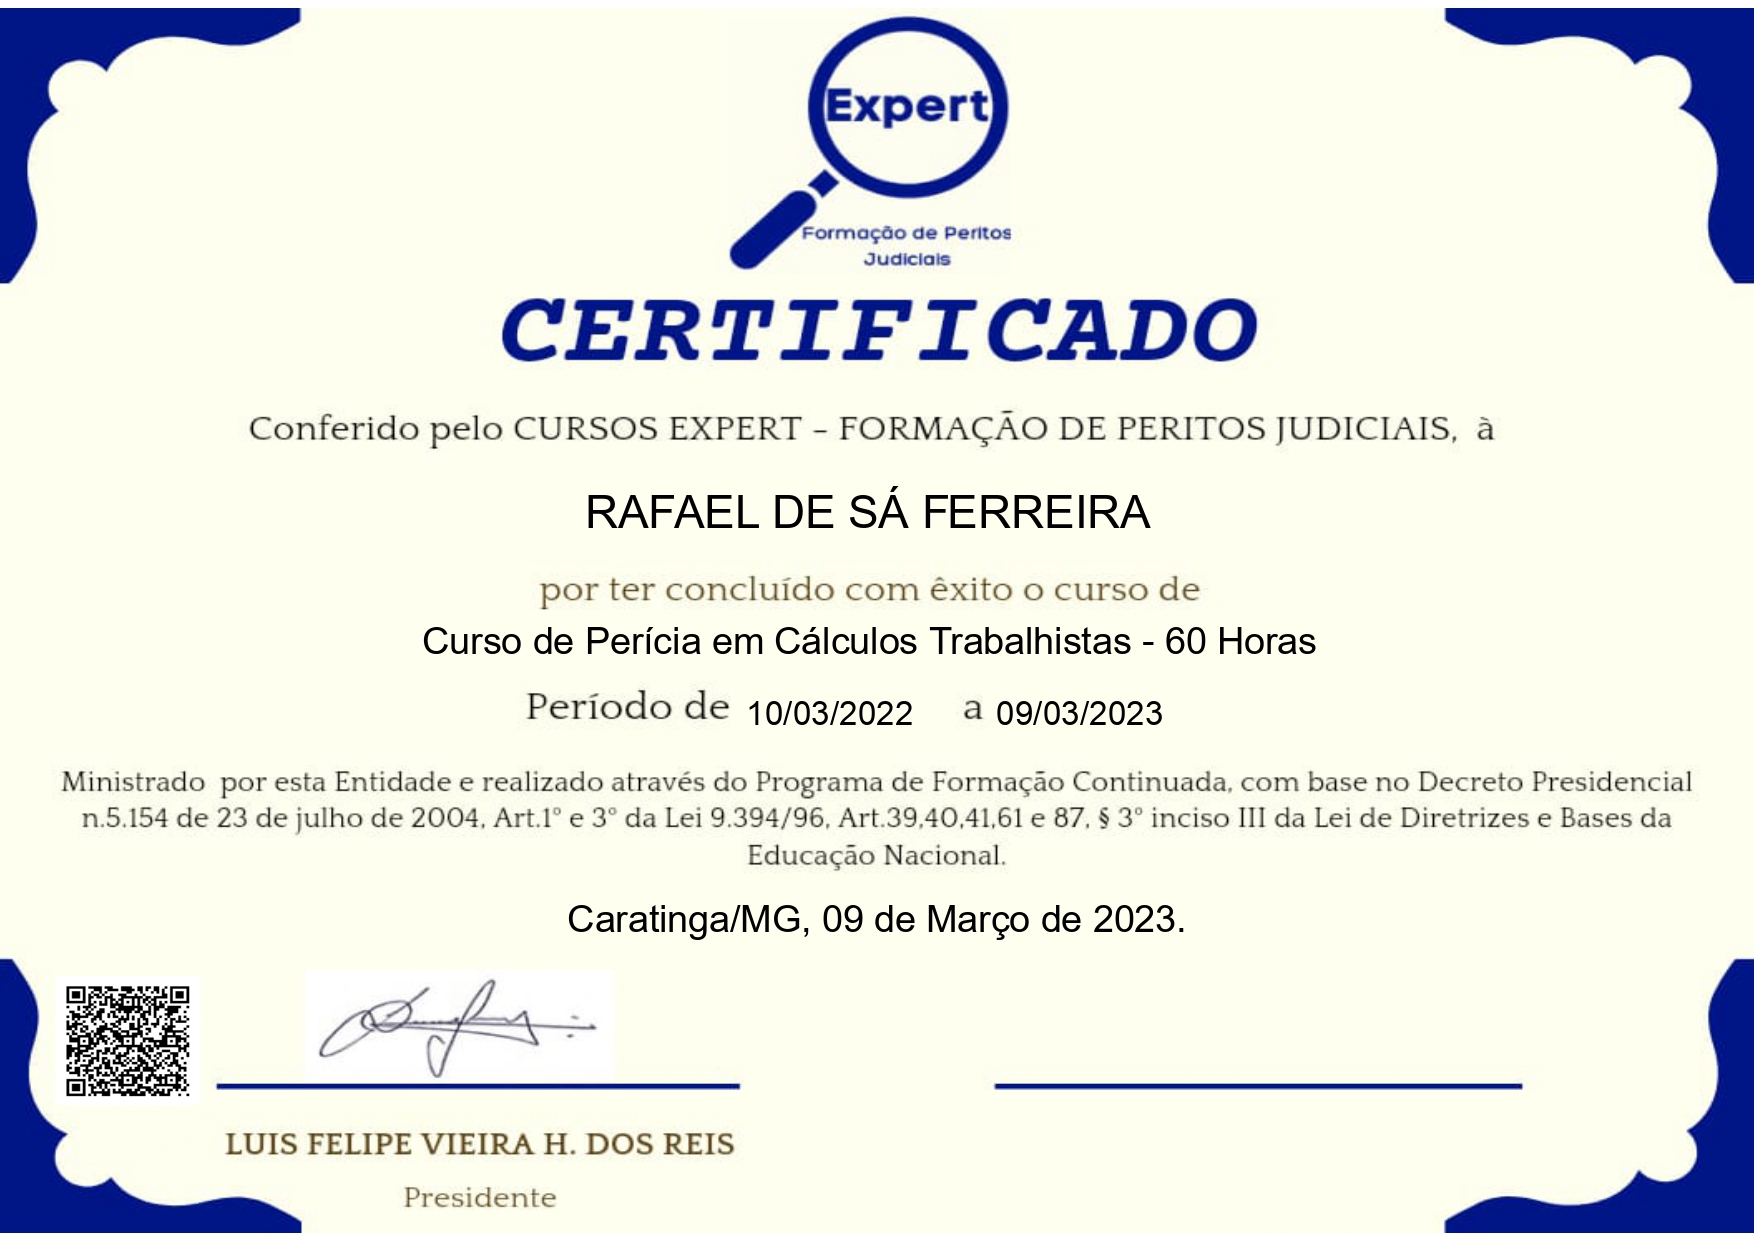 Expert
Formação de Peritos
Judiciais
CERTIFICADO
Conferido pelo CURSOS EXPERT – FORMAÇÃO DE PERITOS JUDICIAIS, à
RAFAEL DE SÁ FERREIRA
por ter concluído com êxito o curso de
Curso de Perícia em Cálculos Trabalhistas - 60 Horas
Período de 10/03/2022 a 09/03/2023
Ministrado por esta Entidade e realizado através do Programa de Formação Continuada, com base no Decreto Presidencial
n.5.154 de 23 de julho de 2004, Art.1° e 3° da Lei 9.394/96, Art.39,40,41,61 e 87, § 3° inciso III da Lei de Diretrizes e Bases da
Educação Nacional.
Caratinga/MG, 09 de Março de 2023.
LUIS FELIPE VIEIRA H. DOS REIS
Presidente